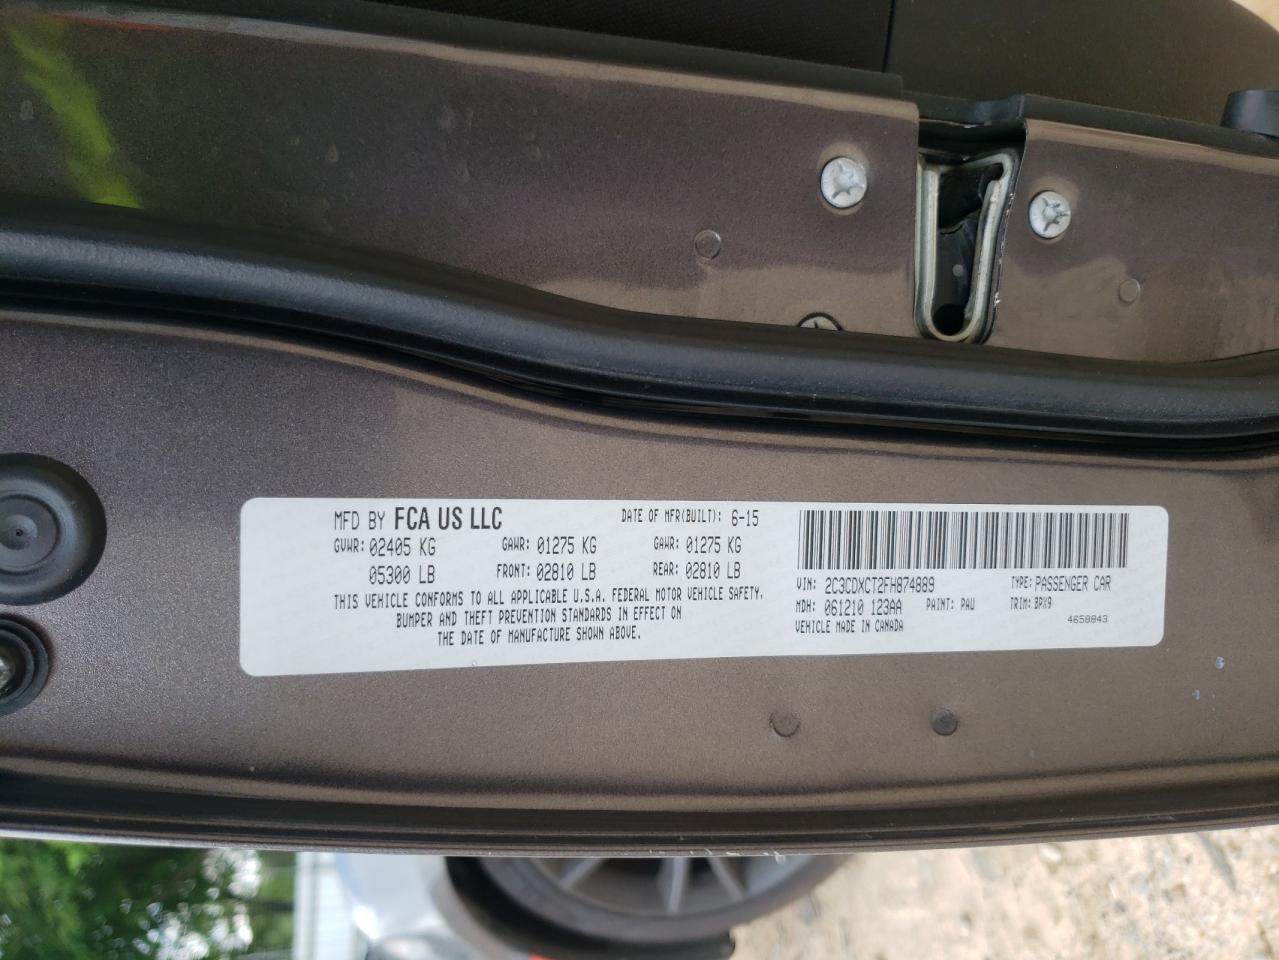 MFD BY FCA US LLC DATE OF MFR(BUILT): 6-15
GVWR: 02405 KG GAWR: 01275 KG GAWR: 01275 KG
05300 LB FRONT: 02810 LB REAR: 02810 LB
THIS VEHICLE CONFORMS TO ALL APPLICABLE U.S.A. FEDERAL MOTOR VEHICLE SAFETY,
BUMPER AND THEFT PREVENTION STANDARDS IN EFFECT ON
THE DATE OF MANUFACTURE SHOWN ABOVE.
VIN: 2C3CDXCT2FH874889 TYPE: PASSENGER CAR
MDH: 061210 123AA PAINT: PAU TRIM: BPX9
VEHICLE MADE IN CANADA 4658843